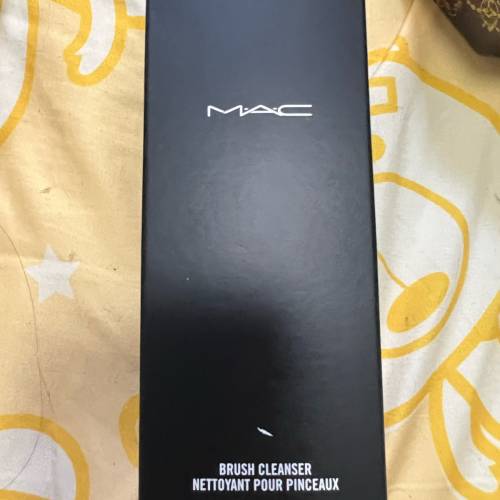 M·A·C
BRUSH CLEANSER
NETTOYANT POUR PINCEAUX